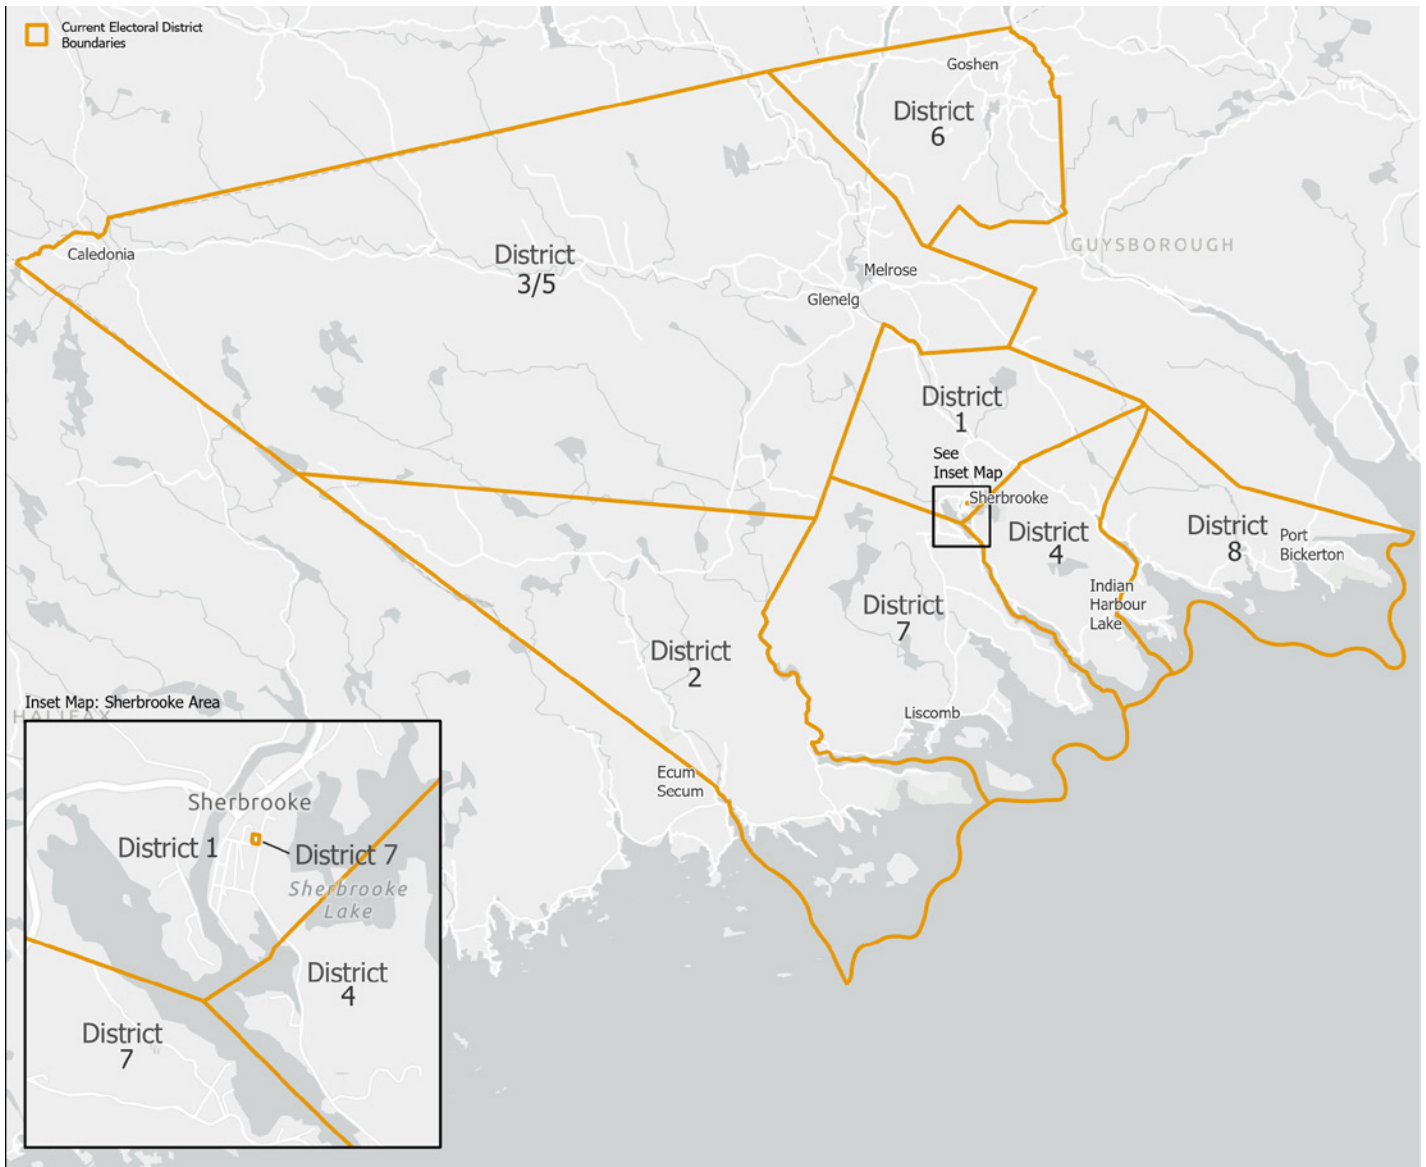 Current Electoral District
Boundaries
Goshen
District
6
GUYSBOROUGH
Caledonia
District
3/5
Melrose
Glenelg
District
1
See
Inset Map
Sherbrooke
District
4
District
8
Port
Bickerton
Indian
Harbour
Lake
District
7
District
2
Liscomb
Ecum
Secum
Inset Map: Sherbrooke Area
HALIFAX
Sherbrooke
District 1
District 7
Sherbrooke
Lake
District
4
District
7